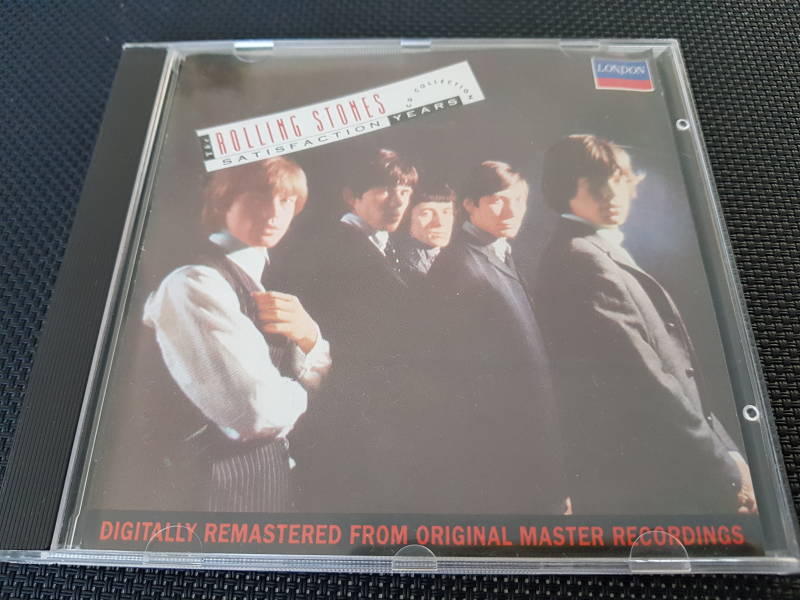 LONDON
THE ROLLING STONES
SATISFACTION YEARS
CD COLLECTION
DIGITALLY REMASTERED FROM ORIGINAL MASTER RECORDINGS